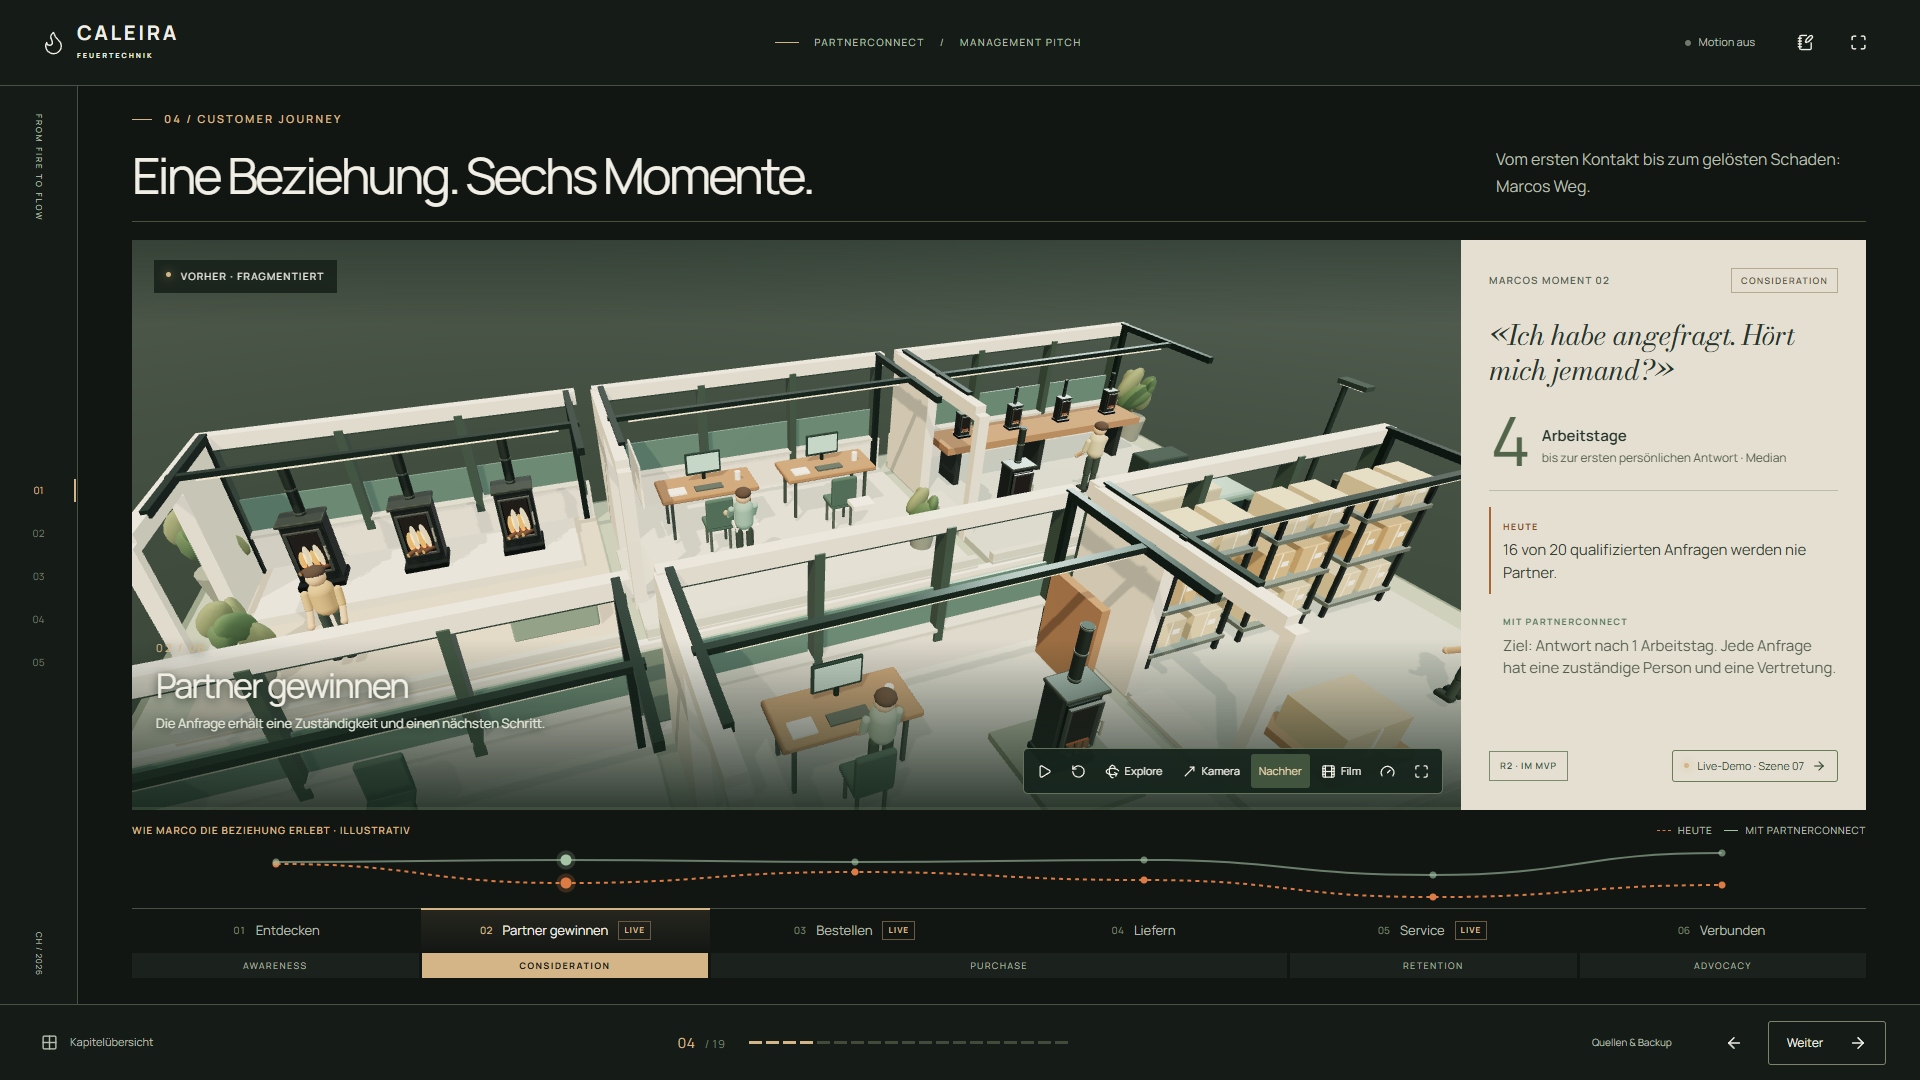 CALEIRA
FEUERTECHNIK
PARTNERCONNECT / MANAGEMENT PITCH
Motion aus
FROM FIRE TO FLOW
01
02
03
04
05
CH / 2026
04 / CUSTOMER JOURNEY
Eine Beziehung. Sechs Momente.
Vom ersten Kontakt bis zum gelösten Schaden:
Marcos Weg.
VORHER · FRAGMENTIERT
Partner gewinnen
Die Anfrage erhält eine Zuständigkeit und einen nächsten Schritt.
Explore
Kamera
Nachher
Film
MARCOS MOMENT 02
CONSIDERATION
«Ich habe angefragt. Hört
mich jemand?»
4 Arbeitstage
bis zur ersten persönlichen Antwort · Median
HEUTE
16 von 20 qualifizierten Anfragen werden nie
Partner.
MIT PARTNERCONNECT
Ziel: Antwort nach 1 Arbeitstag. Jede Anfrage
hat eine zuständige Person und eine Vertretung.
R2 · IM MVP
Live-Demo · Szene 07
WIE MARCO DIE BEZIEHUNG ERLEBT · ILLUSTRATIV
HEUTE
MIT PARTNERCONNECT
01 Entdecken
02 Partner gewinnen LIVE
03 Bestellen LIVE
04 Liefern
05 Service LIVE
06 Verbunden
AWARENESS
CONSIDERATION
PURCHASE
RETENTION
ADVOCACY
Kapitelübersicht
04 / 19
Quellen & Backup
Weiter